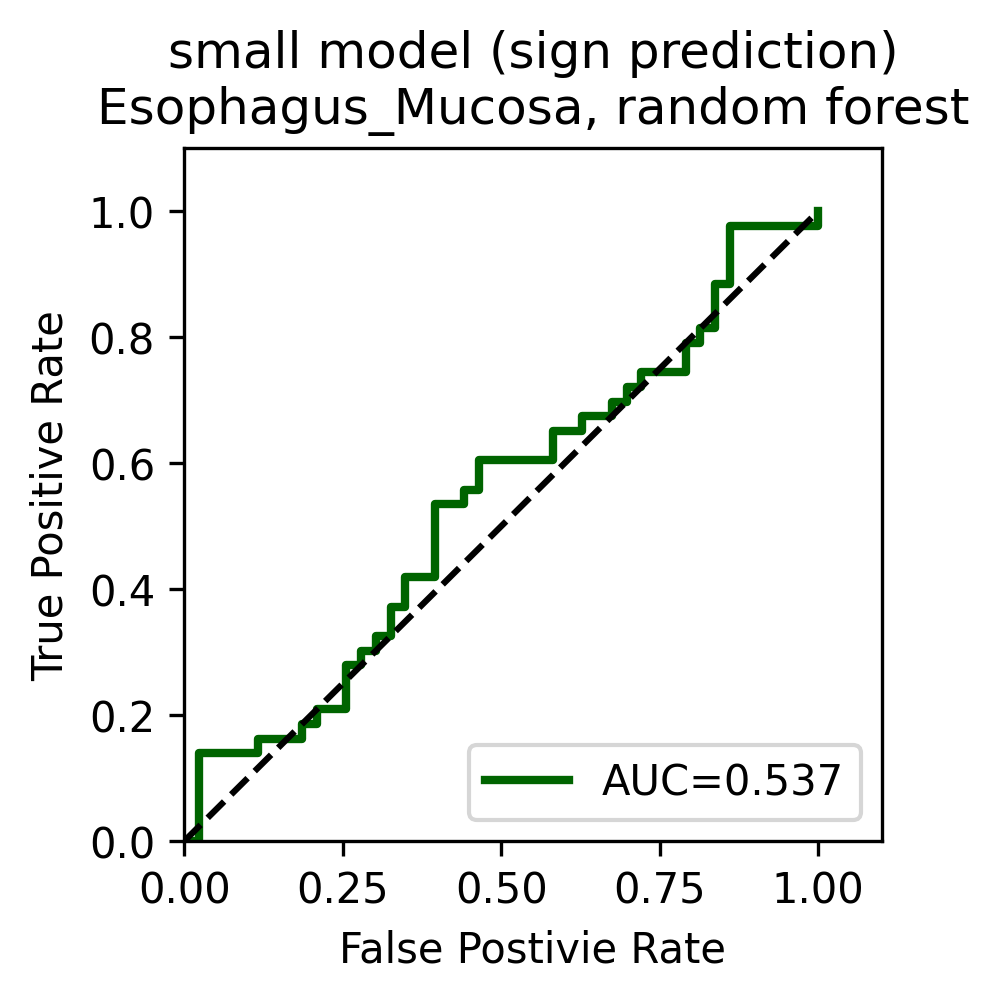 small model (sign prediction)
Esophagus_Mucosa, random forest
True Positive Rate
1.0
0.8
0.6
0.4
0.2
0.0
AUC=0.537
0.00 0.25 0.50 0.75 1.00
False Postivie Rate